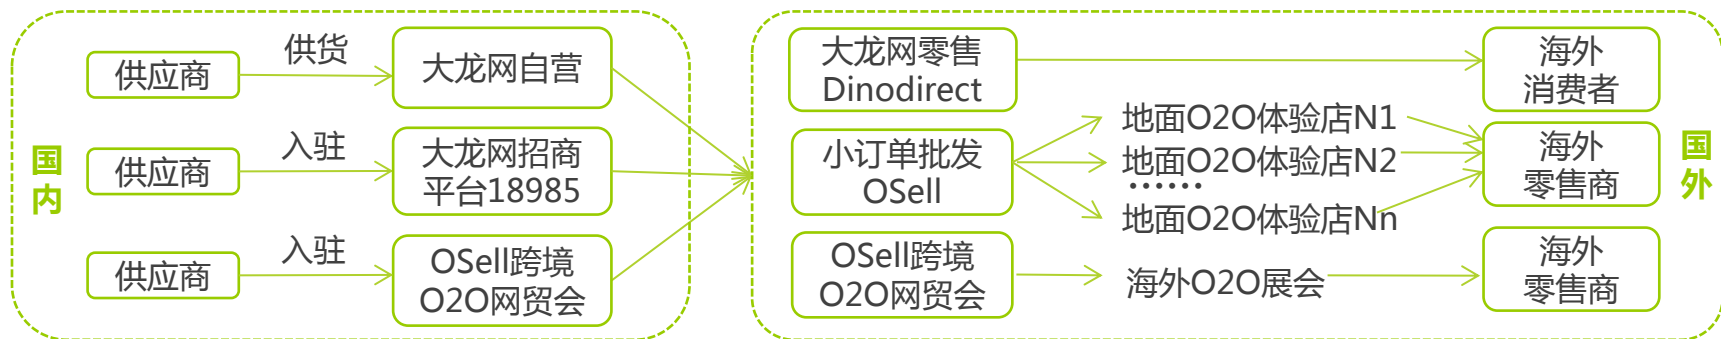 国
内
供应商
供货
大龙网自营
供应商
入驻
大龙网招商
平台18985
供应商
入驻
OSell跨境
O2O网贸会
大龙网零售
Dinodirect
海外
消费者
小订单批发
OSell
地面O2O体验店N1
地面O2O体验店N2
······
地面O2O体验店Nn
海外
零售商
OSell跨境
O2O网贸会
海外O2O展会
海外
零售商
国
外